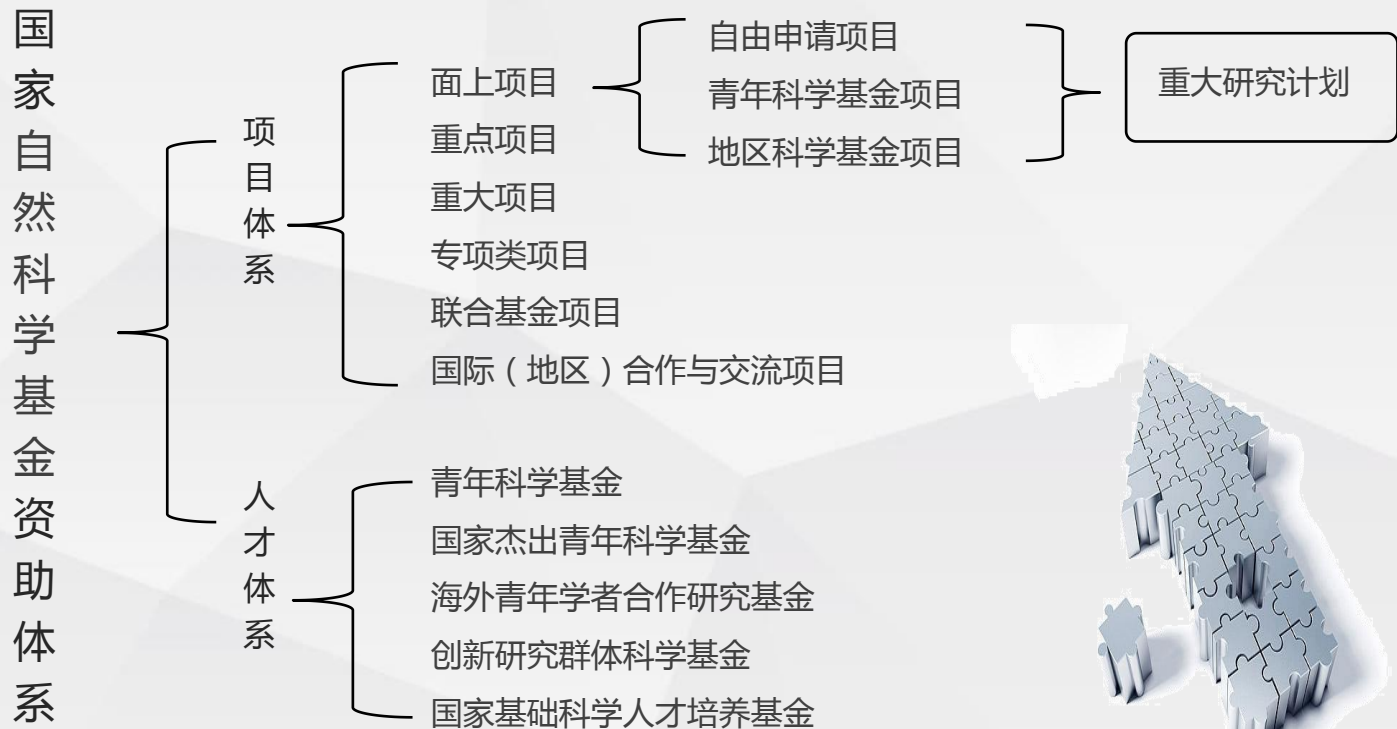 国家自然科学基金资助体系
项目体系
面上项目
重点项目
重大项目
专项类项目
联合基金项目
国际（地区）合作与交流项目
自由申请项目
青年科学基金项目
地区科学基金项目
重大研究计划
人才体系
青年科学基金
国家杰出青年科学基金
海外青年学者合作研究基金
创新研究群体科学基金
国家基础科学人才培养基金